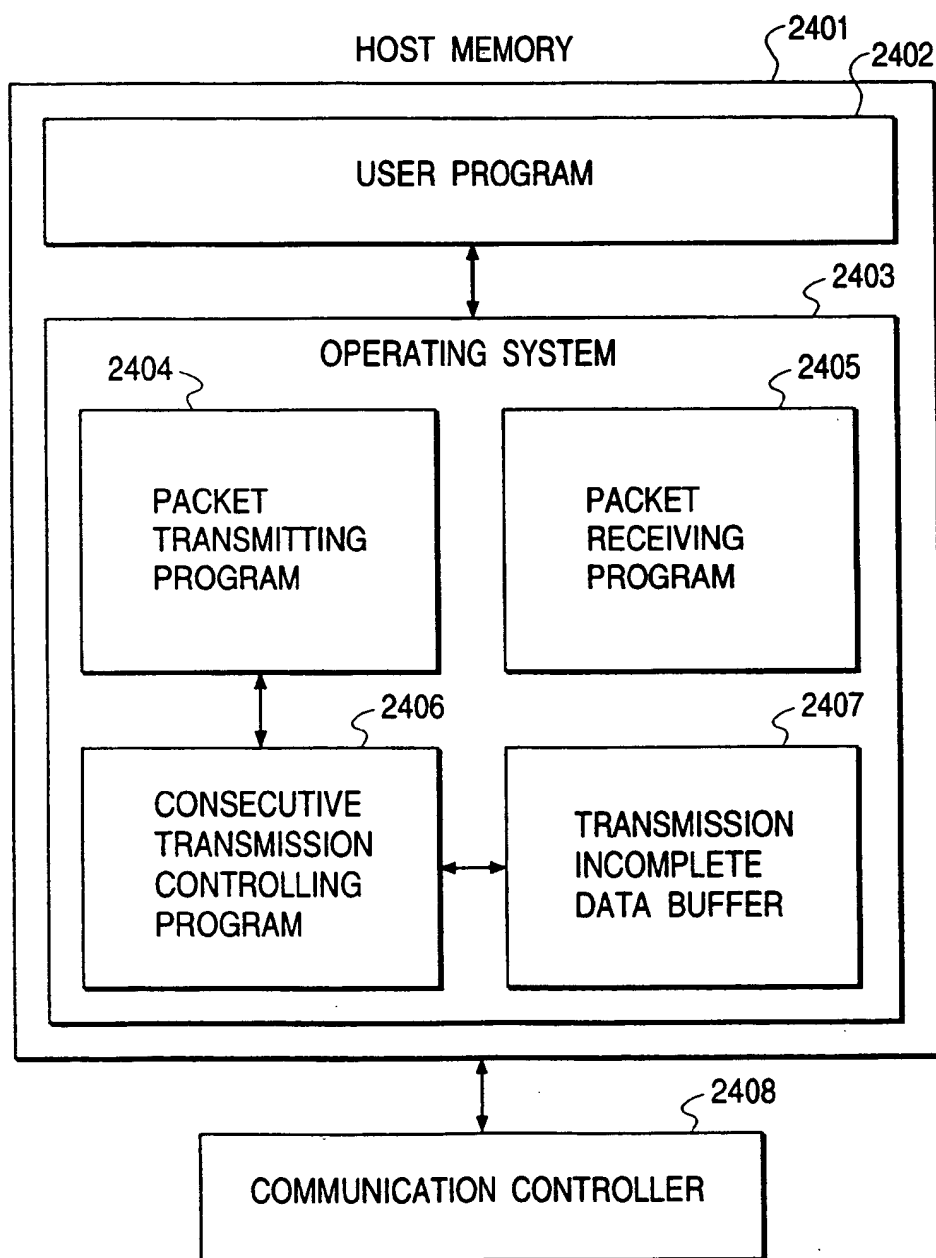 HOST MEMORY
2401
2402
USER PROGRAM
2403
OPERATING SYSTEM
2404
2405
PACKET
TRANSMITTING
PROGRAM
PACKET
RECEIVING
PROGRAM
2406
2407
CONSECUTIVE
TRANSMISSION
CONTROLLING
PROGRAM
TRANSMISSION
INCOMPLETE
DATA BUFFER
2408
COMMUNICATION CONTROLLER